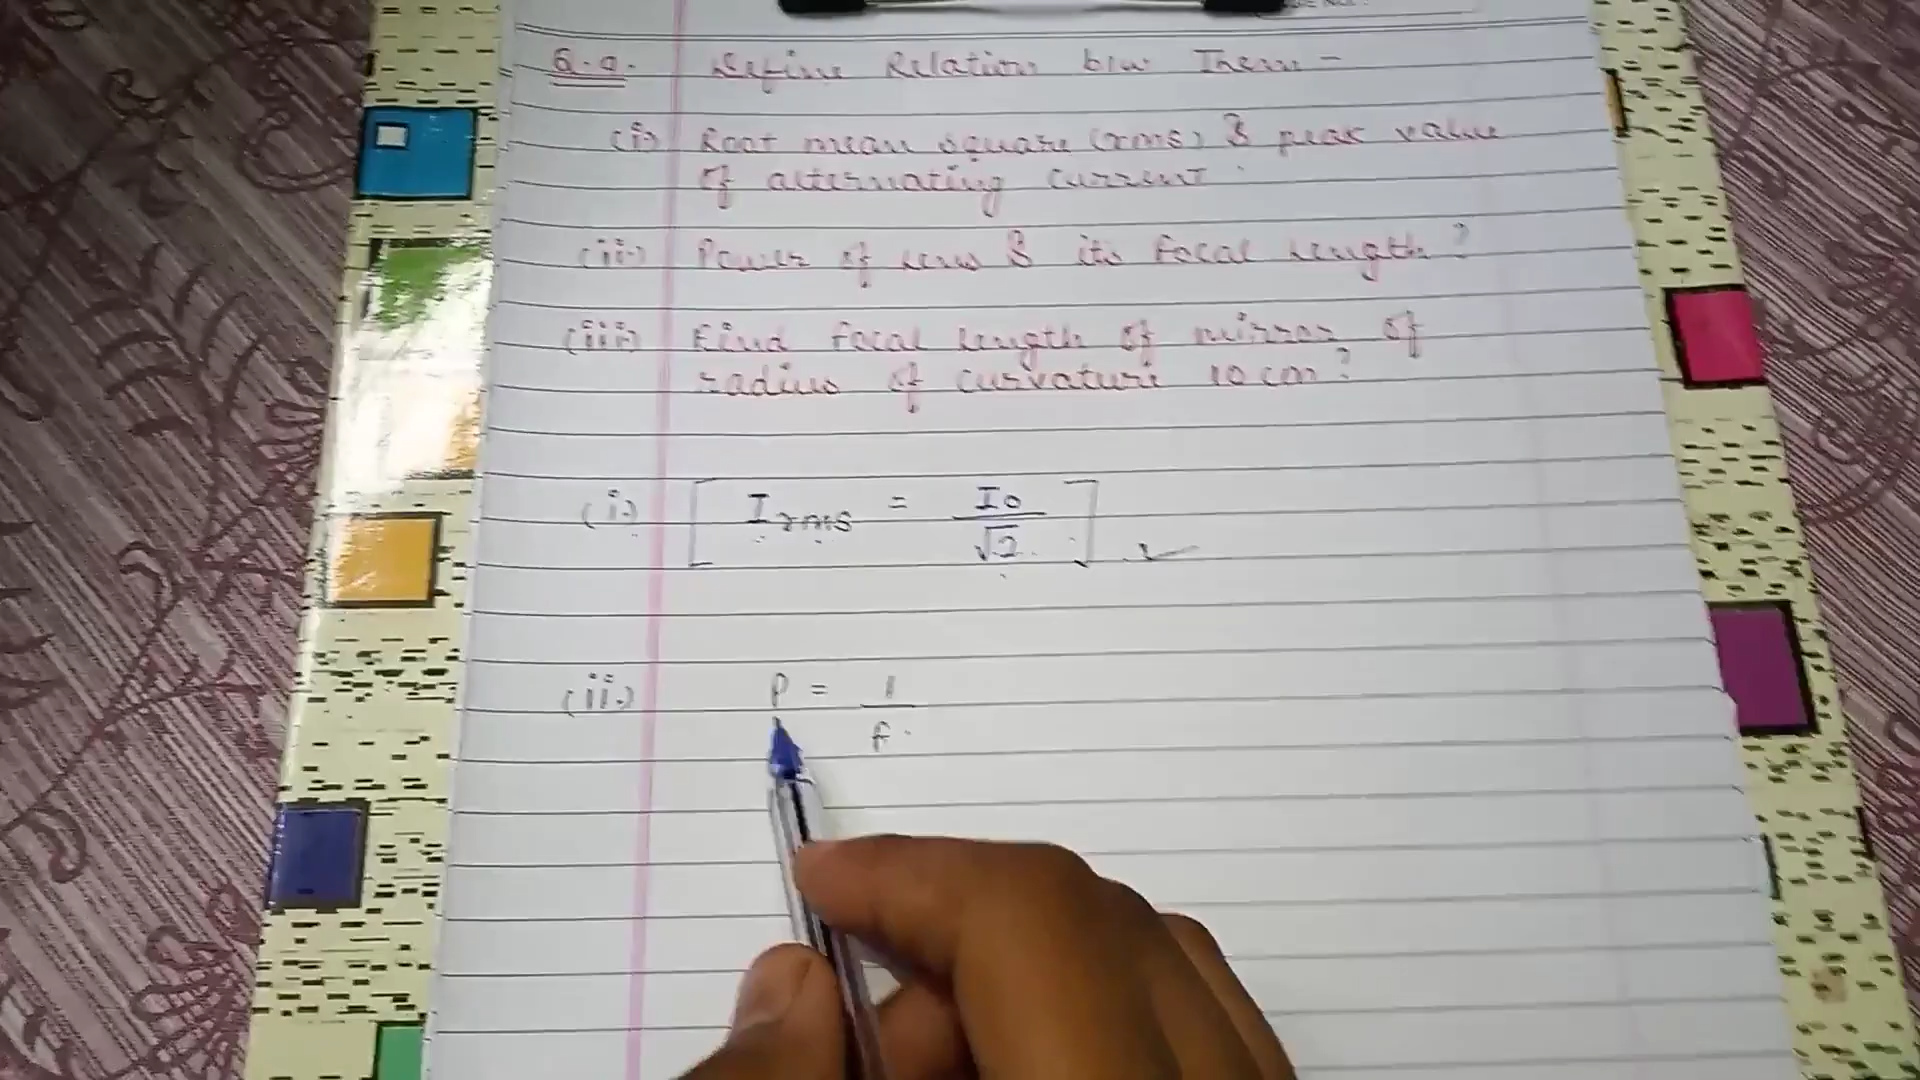 Q.9. Define Relation b/w Them -
(i) Root mean square (rms) & peak value
of alternating current.
(ii) Power of lens & its focal length?
(iii) Find focal length of mirror of
radius of curvature 10 cm?
(i) [ Irms = I0/√2 ]
(ii) P = 1/f